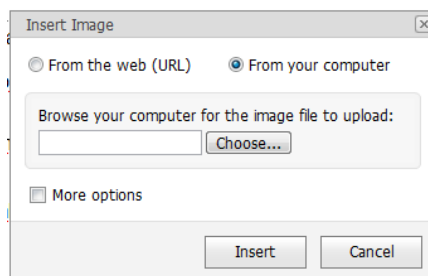 Insert Image
From the web (URL) From your computer
Browse your computer for the image file to upload:
Choose...
More options
Insert Cancel